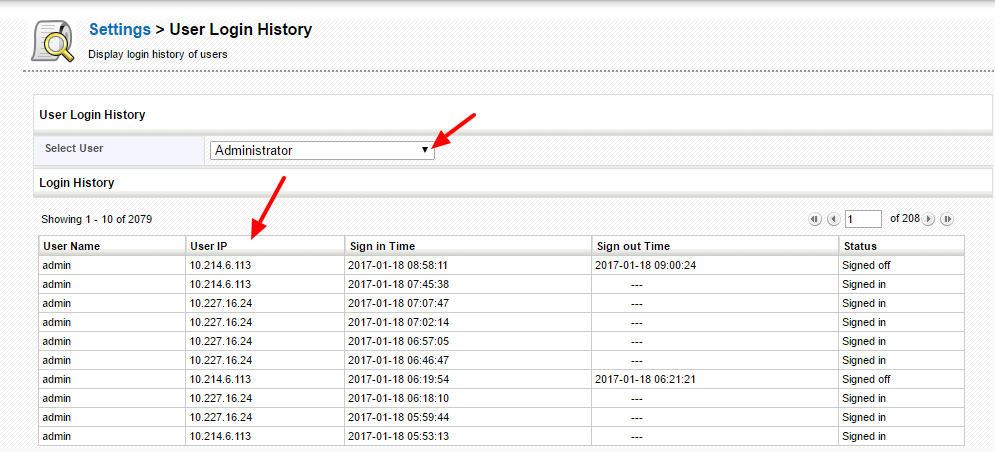 Settings > User Login History
Display login history of users
User Login History
Select User Administrator
Login History
Showing 1 - 10 of 2079 1 of 208
User Name User IP Sign in Time Sign out Time Status
admin 10.214.6.113 2017-01-18 08:58:11 2017-01-18 09:00:24 Signed off
admin 10.214.6.113 2017-01-18 07:45:38 --- Signed in
admin 10.227.16.24 2017-01-18 07:07:47 --- Signed in
admin 10.227.16.24 2017-01-18 07:02:14 --- Signed in
admin 10.227.16.24 2017-01-18 06:57:05 --- Signed in
admin 10.227.16.24 2017-01-18 06:46:47 --- Signed in
admin 10.214.6.113 2017-01-18 06:19:54 2017-01-18 06:21:21 Signed off
admin 10.227.16.24 2017-01-18 06:18:10 --- Signed in
admin 10.227.16.24 2017-01-18 05:59:44 --- Signed in
admin 10.214.6.113 2017-01-18 05:53:13 --- Signed in